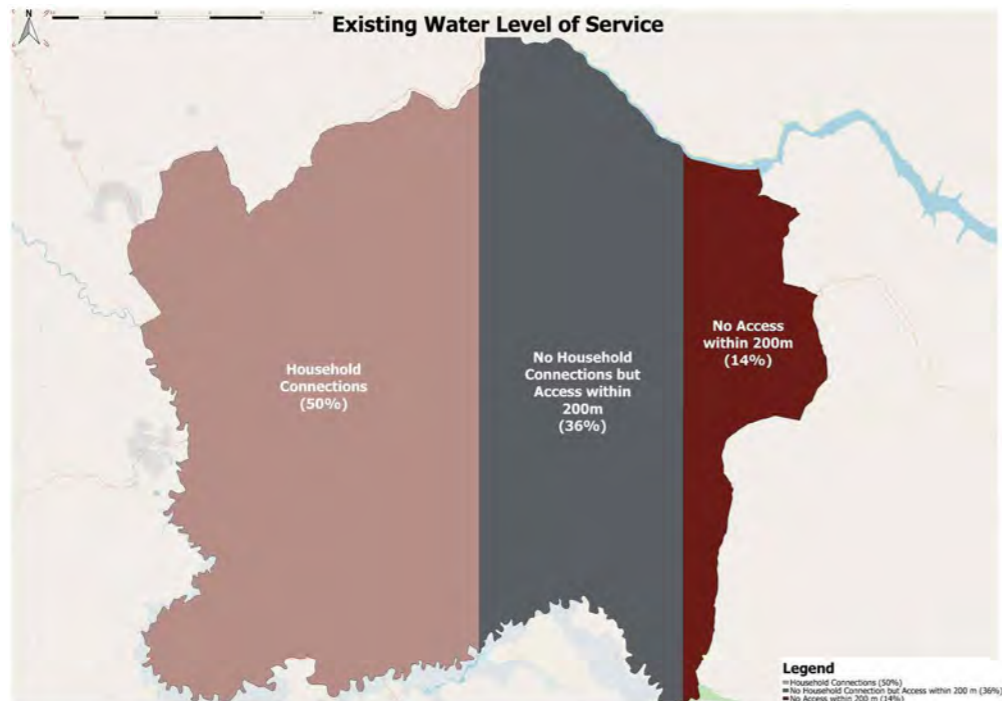 Existing Water Level of Service
N
Household
Connections
(50%)
No Household
Connections but
Access within
200m
(36%)
No Access
within 200m
(14%)
Legend
Household Connections (50%)
No Household Connection but Access within 200 m (36%)
No Access within 200 m (14%)